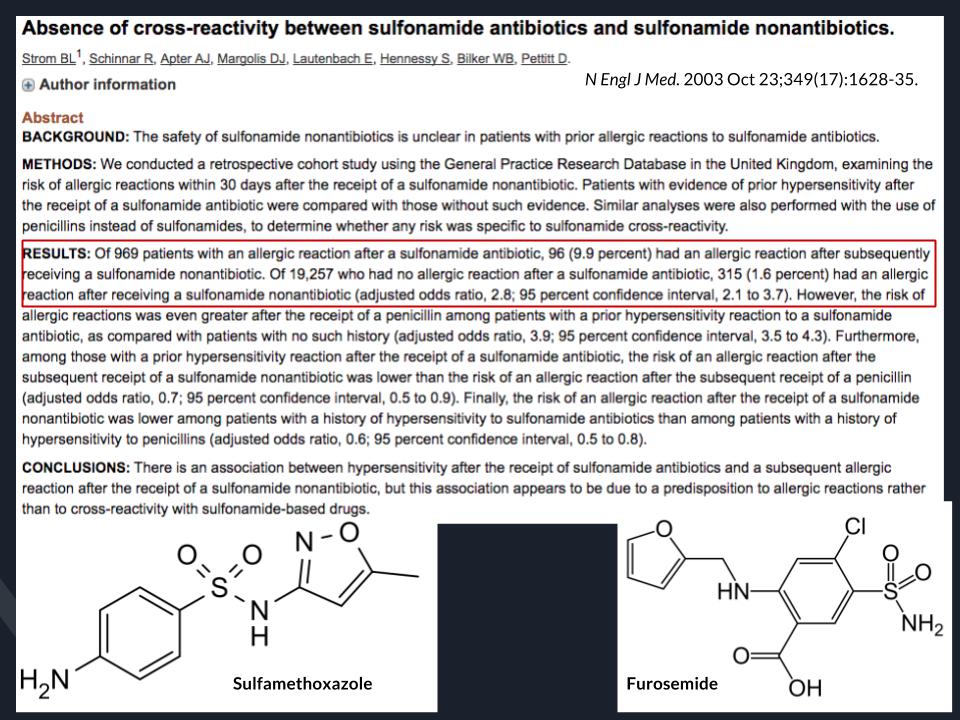 Absence of cross-reactivity between sulfonamide antibiotics and sulfonamide nonantibiotics.
Strom BL1, Schinnar R, Apter AJ, Margolis DJ, Lautenbach E, Hennessy S, Bilker WB, Pettitt D.
N Engl J Med. 2003 Oct 23;349(17):1628-35.
Author information
Abstract
BACKGROUND: The safety of sulfonamide nonantibiotics is unclear in patients with prior allergic reactions to sulfonamide antibiotics.
METHODS: We conducted a retrospective cohort study using the General Practice Research Database in the United Kingdom, examining the
risk of allergic reactions within 30 days after the receipt of a sulfonamide nonantibiotic. Patients with evidence of prior hypersensitivity after
the receipt of a sulfonamide antibiotic were compared with those without such evidence. Similar analyses were also performed with the use of
penicillins instead of sulfonamides, to determine whether any risk was specific to sulfonamide cross-reactivity.
RESULTS: Of 969 patients with an allergic reaction after a sulfonamide antibiotic, 96 (9.9 percent) had an allergic reaction after subsequently
receiving a sulfonamide nonantibiotic. Of 19,257 who had no allergic reaction after a sulfonamide antibiotic, 315 (1.6 percent) had an allergic
reaction after receiving a sulfonamide nonantibiotic (adjusted odds ratio, 2.8; 95 percent confidence interval, 2.1 to 3.7). However, the risk of
allergic reactions was even greater after the receipt of a penicillin among patients with a prior hypersensitivity reaction to a sulfonamide
antibiotic, as compared with patients with no such history (adjusted odds ratio, 3.9; 95 percent confidence interval, 3.5 to 4.3). Furthermore,
among those with a prior hypersensitivity reaction after the receipt of a sulfonamide antibiotic, the risk of an allergic reaction after the
subsequent receipt of a sulfonamide nonantibiotic was lower than the risk of an allergic reaction after the subsequent receipt of a penicillin
(adjusted odds ratio, 0.7; 95 percent confidence interval, 0.5 to 0.9). Finally, the risk of an allergic reaction after the receipt of a sulfonamide
nonantibiotic was lower among patients with a history of hypersensitivity to sulfonamide antibiotics than among patients with a history of
hypersensitivity to penicillins (adjusted odds ratio, 0.6; 95 percent confidence interval, 0.5 to 0.8).
CONCLUSIONS: There is an association between hypersensitivity after the receipt of sulfonamide antibiotics and a subsequent allergic
reaction after the receipt of a sulfonamide nonantibiotic, but this association appears to be due to a predisposition to allergic reactions rather
than to cross-reactivity with sulfonamide-based drugs.
O O N O
S
N
H
H2N
Sulfamethoxazole
O Cl
O
HN S O
NH2
O
OH
Furosemide